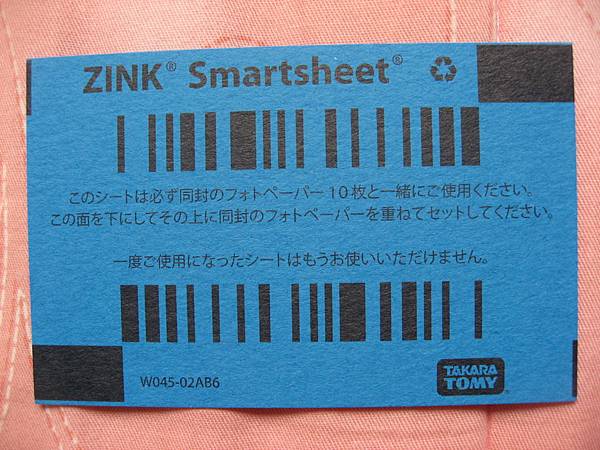 ZINK® Smartsheet®
このシートは必ず同封のフォトペーパー10枚と一緒にご使用ください。
この面を下にしてその上に同封のフォトペーパーを重ねてセットしてください。
一度ご使用になったシートはもうお使いいただけません。
W045-02AB6
TAKARA
TOMY